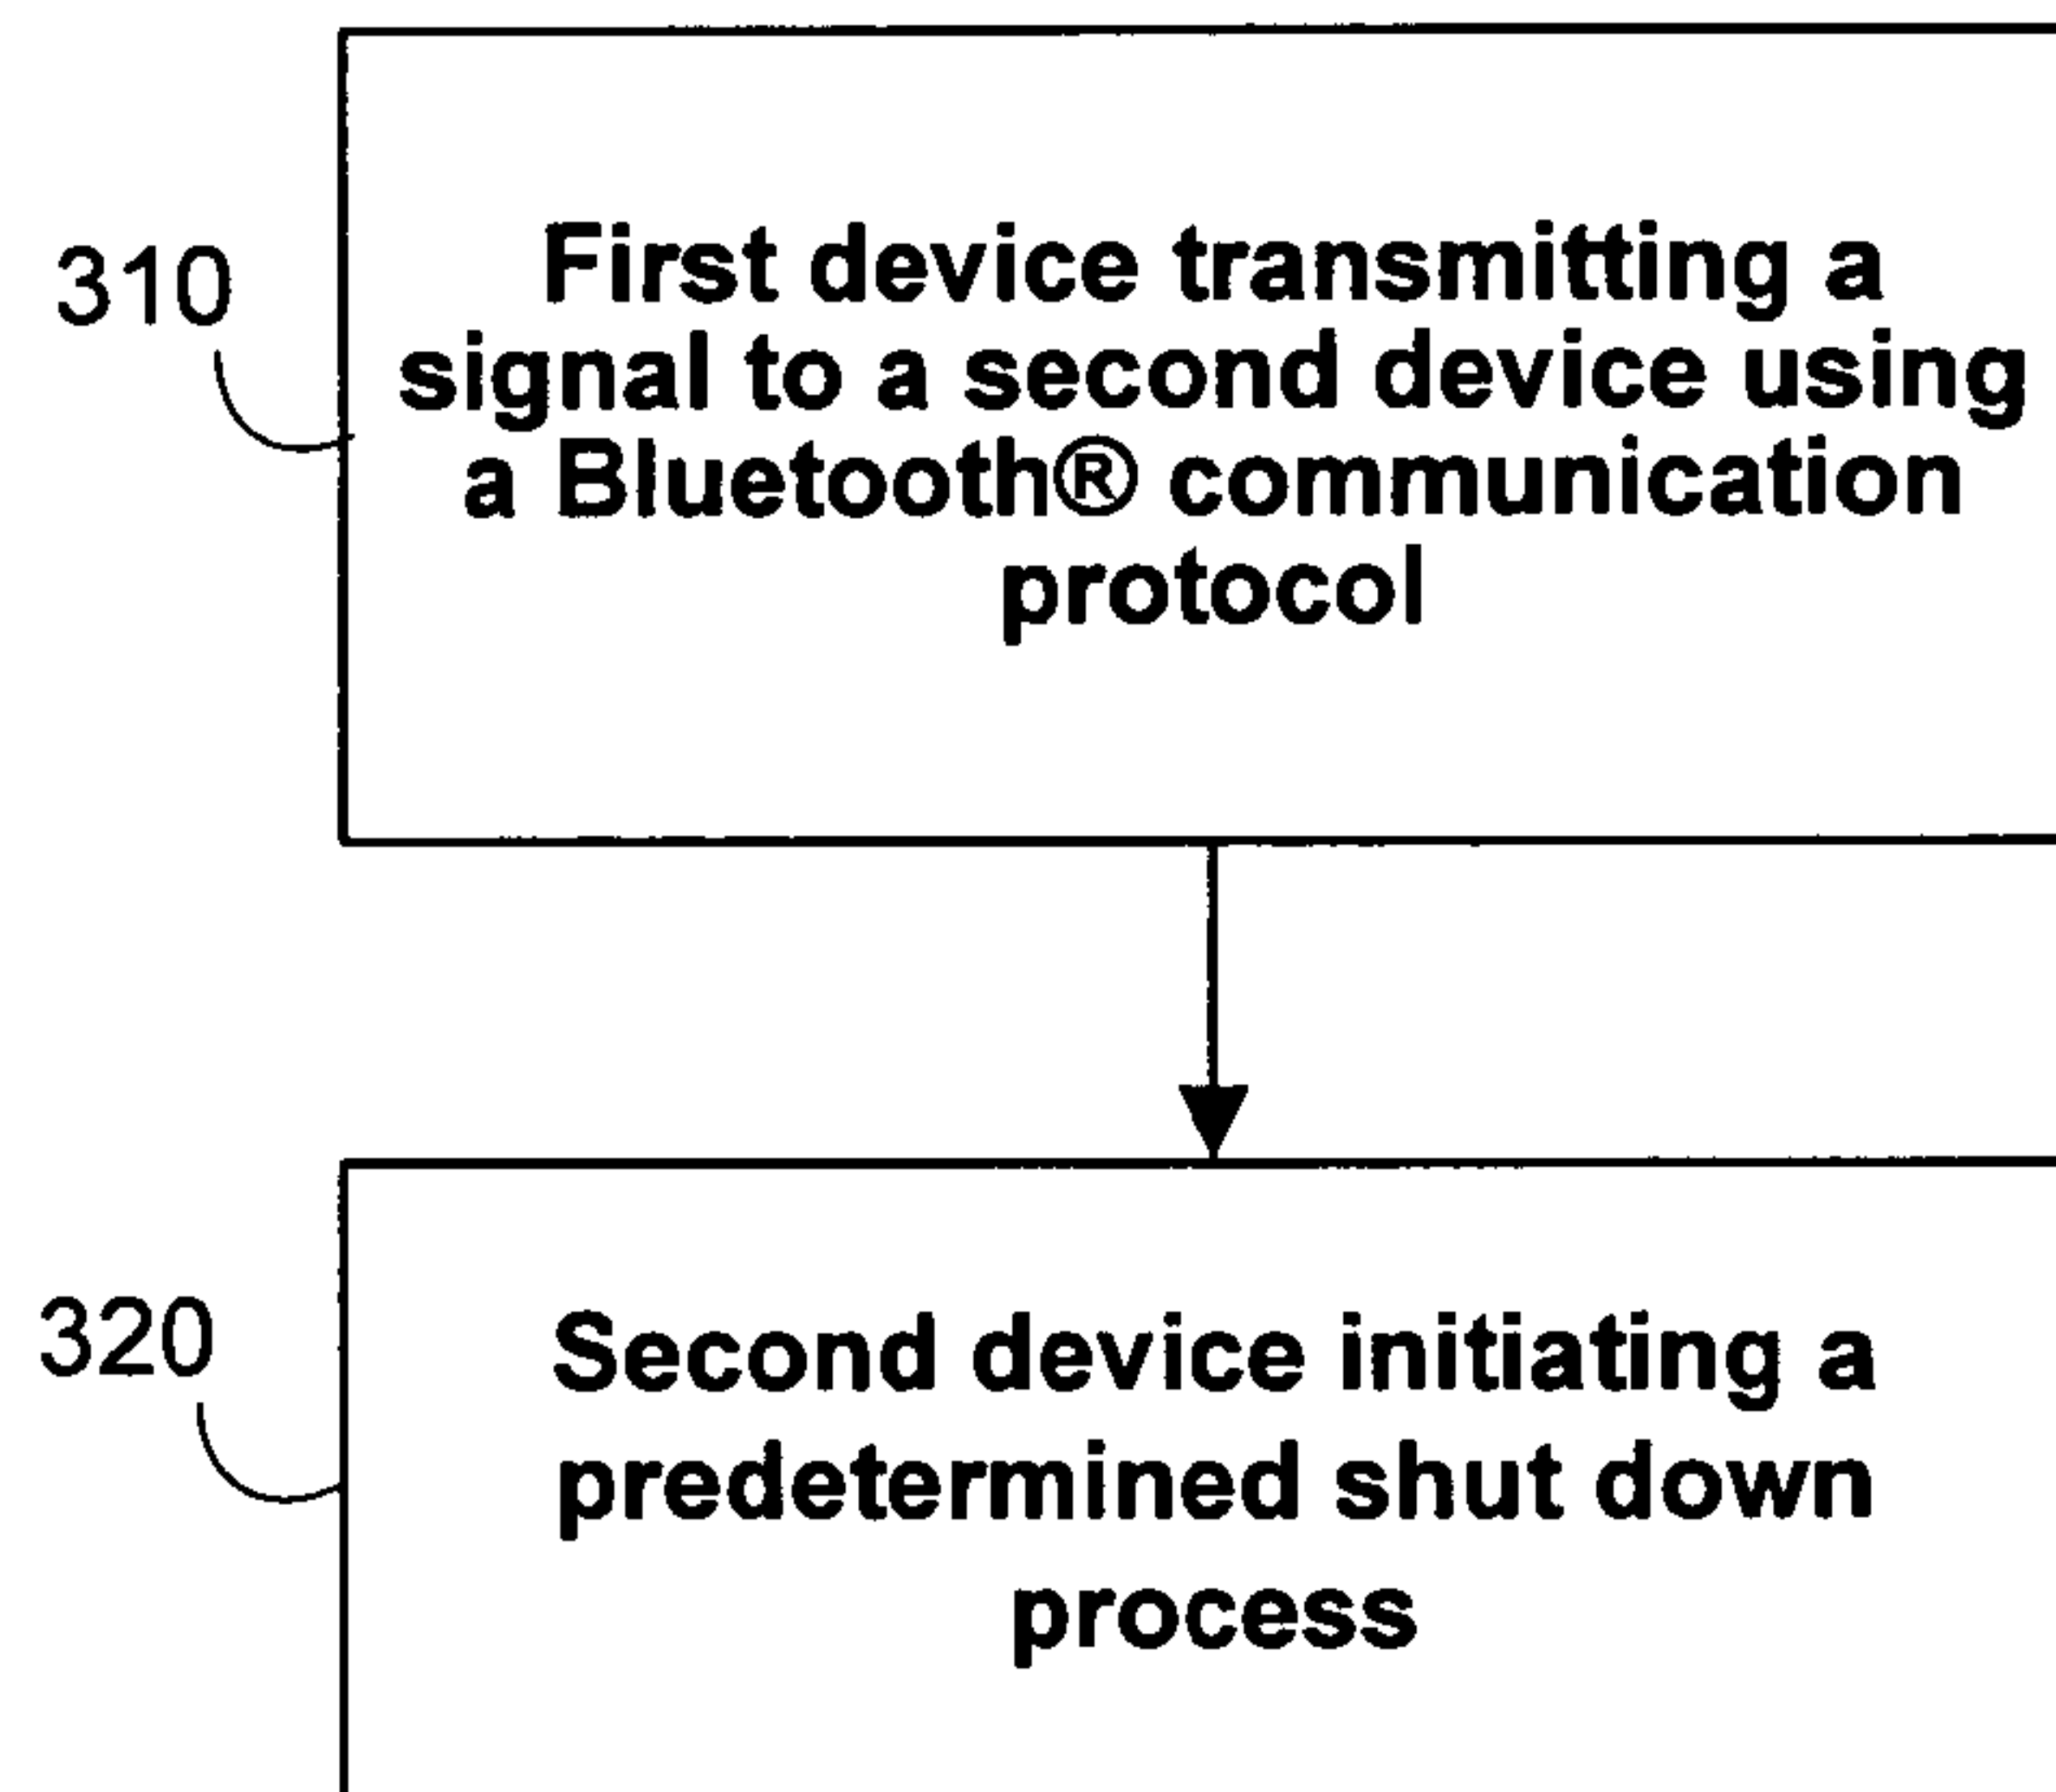 310
First device transmitting a
signal to a second device using
a Bluetooth® communication
protocol
320
Second device initiating a
predetermined shut down
process